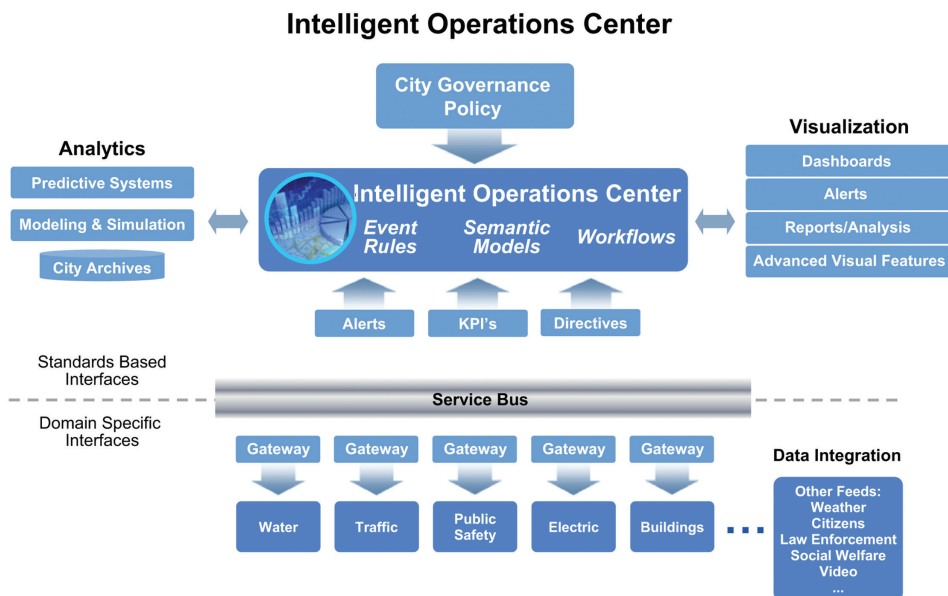 Intelligent Operations Center
City Governance
Policy
Analytics
Predictive Systems
Modeling & Simulation
City Archives
Intelligent Operations Center
Event
Rules
Semantic
Models
Workflows
Visualization
Dashboards
Alerts
Reports/Analysis
Advanced Visual Features
Alerts
KPI's
Directives
Standards Based
Interfaces
Service Bus
Domain Specific
Interfaces
Gateway
Gateway
Gateway
Gateway
Gateway
Water
Traffic
Public
Safety
Electric
Buildings
...
Data Integration
Other Feeds:
Weather
Citizens
Law Enforcement
Social Welfare
Video
...